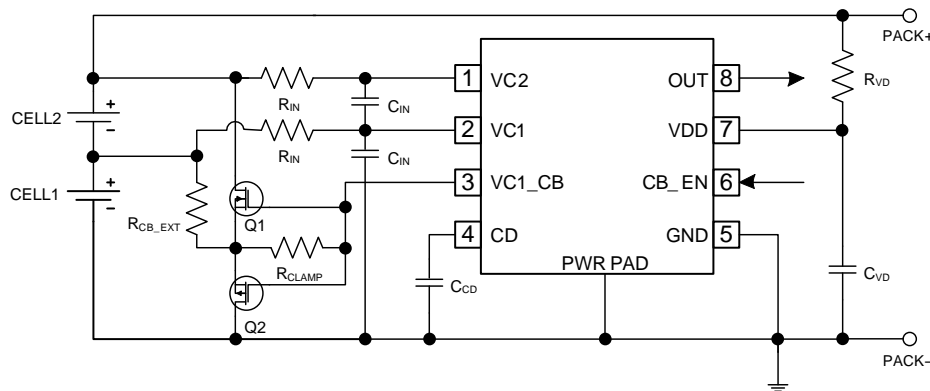 PACK+
1 VC2 OUT 8
RVD
RIN
CIN
CELL2
2 VC1 VDD 7
RIN
CIN
CELL1
3 VC1_CB CB_EN 6
RCB_EXT
Q1
4 CD GND 5
RCLAMP
PWR PAD
CCD
CVD
Q2
PACK–